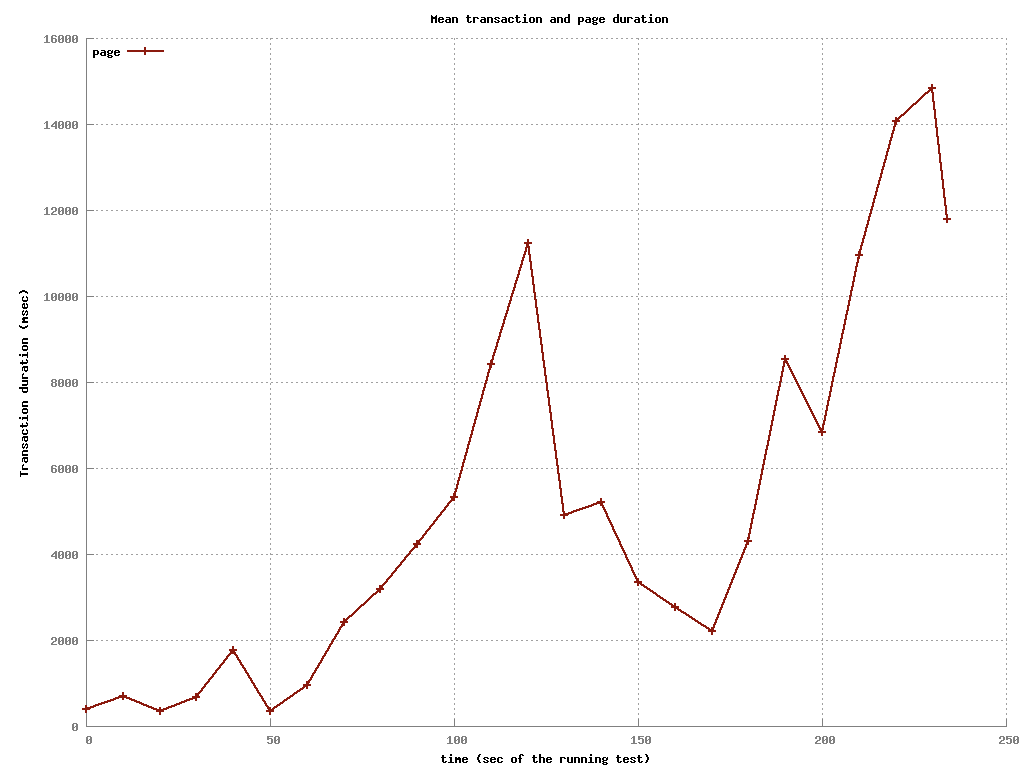 Mean transaction and page duration
page
16000
14000
12000
10000
8000
6000
4000
2000
0
Transaction duration (msec)
0 50 100 150 200 250
time (sec of the running test)